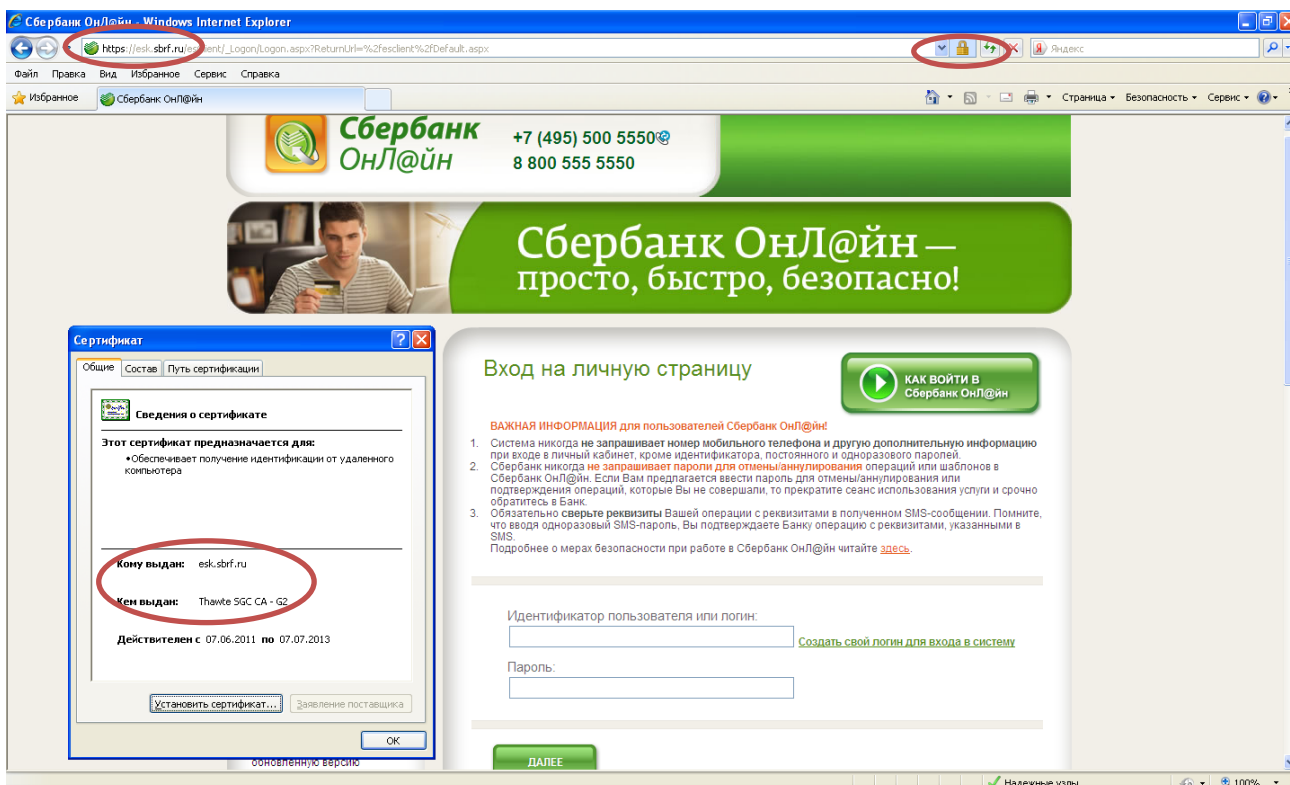 Сбербанк ОнЛ@йн - Windows Internet Explorer
https://esk.sbrf.ru/esclient/_Logon/Logon.aspx?ReturnUrl=%2fesclient%2fDefault.aspx
Яндекс
Файл Правка Вид Избранное Сервис Справка
Избранное Сбербанк ОнЛ@йн Страница Безопасность Сервис
Сбербанк
ОнЛ@йн
+7 (495) 500 5550
8 800 555 5550
Сбербанк ОнЛ@йн —
просто, быстро, безопасно!
Сертификат
Общие Состав Путь сертификации
Сведения о сертификате
Этот сертификат предназначается для:
•Обеспечивает получение идентификации от удаленного
компьютера
Кому выдан: esk.sbrf.ru
Кем выдан: Thawte SGC CA - G2
Действителен с 07.06.2011 по 07.07.2013
Установить сертификат... Заявление поставщика
ОК
обновленную версию
Вход на личную страницу
КАК ВОЙТИ В
Сбербанк ОнЛ@йн
ВАЖНАЯ ИНФОРМАЦИЯ для пользователей Сбербанк ОнЛ@йн!
1. Система никогда не запрашивает номер мобильного телефона и другую дополнительную информацию
при входе в личный кабинет, кроме идентификатора, постоянного и одноразового паролей.
2. Сбербанк никогда не запрашивает пароли для отмены/аннулирования операций или шаблонов в
Сбербанк ОнЛ@йн. Если Вам предлагается ввести пароль для отмены/аннулирования или
подтверждения операций, которые Вы не совершали, то прекратите сеанс использования услуги и срочно
обратитесь в Банк.
3. Обязательно сверьте реквизиты Вашей операции с реквизитами в полученном SMS-сообщении. Помните,
что вводя одноразовый SMS-пароль, Вы подтверждаете Банку операцию с реквизитами, указанными в
SMS.
Подробнее о мерах безопасности при работе в Сбербанк ОнЛ@йн читайте здесь.
Идентификатор пользователя или логин:
Создать свой логин для входа в систему
Пароль:
ДАЛЕЕ
Надежные узлы 100%